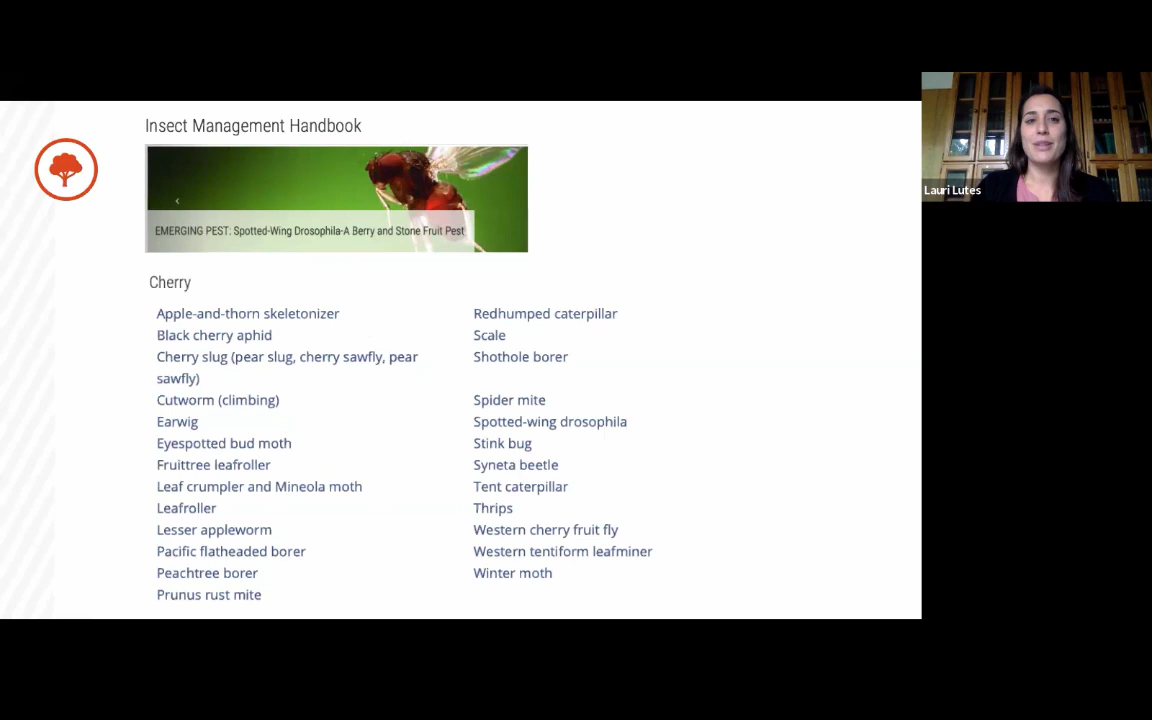 Insect Management Handbook
EMERGING PEST. Spotted-Wing Drosophila-A Berry and Stone Fruit Pest
Lauri Lutes
Cherry
Apple-and-thorn skeletonizer
Black cherry aphid
Cherry slug (pear slug, cherry sawfly, pear
sawfly)
Cutworm (climbing)
Earwig
Eyespotted bud moth
Fruittree leafroller
Leaf crumpler and Mineola moth
Leafroller
Lesser appleworm
Pacific flatheaded borer
Peachtree borer
Prunus rust mite
Redhumped caterpillar
Scale
Shothole borer
Spider mite
Spotted-wing drosophila
Stink bug
Syneta beetle
Tent caterpillar
Thrips
Western cherry fruit fly
Western tentiform leafminer
Winter moth